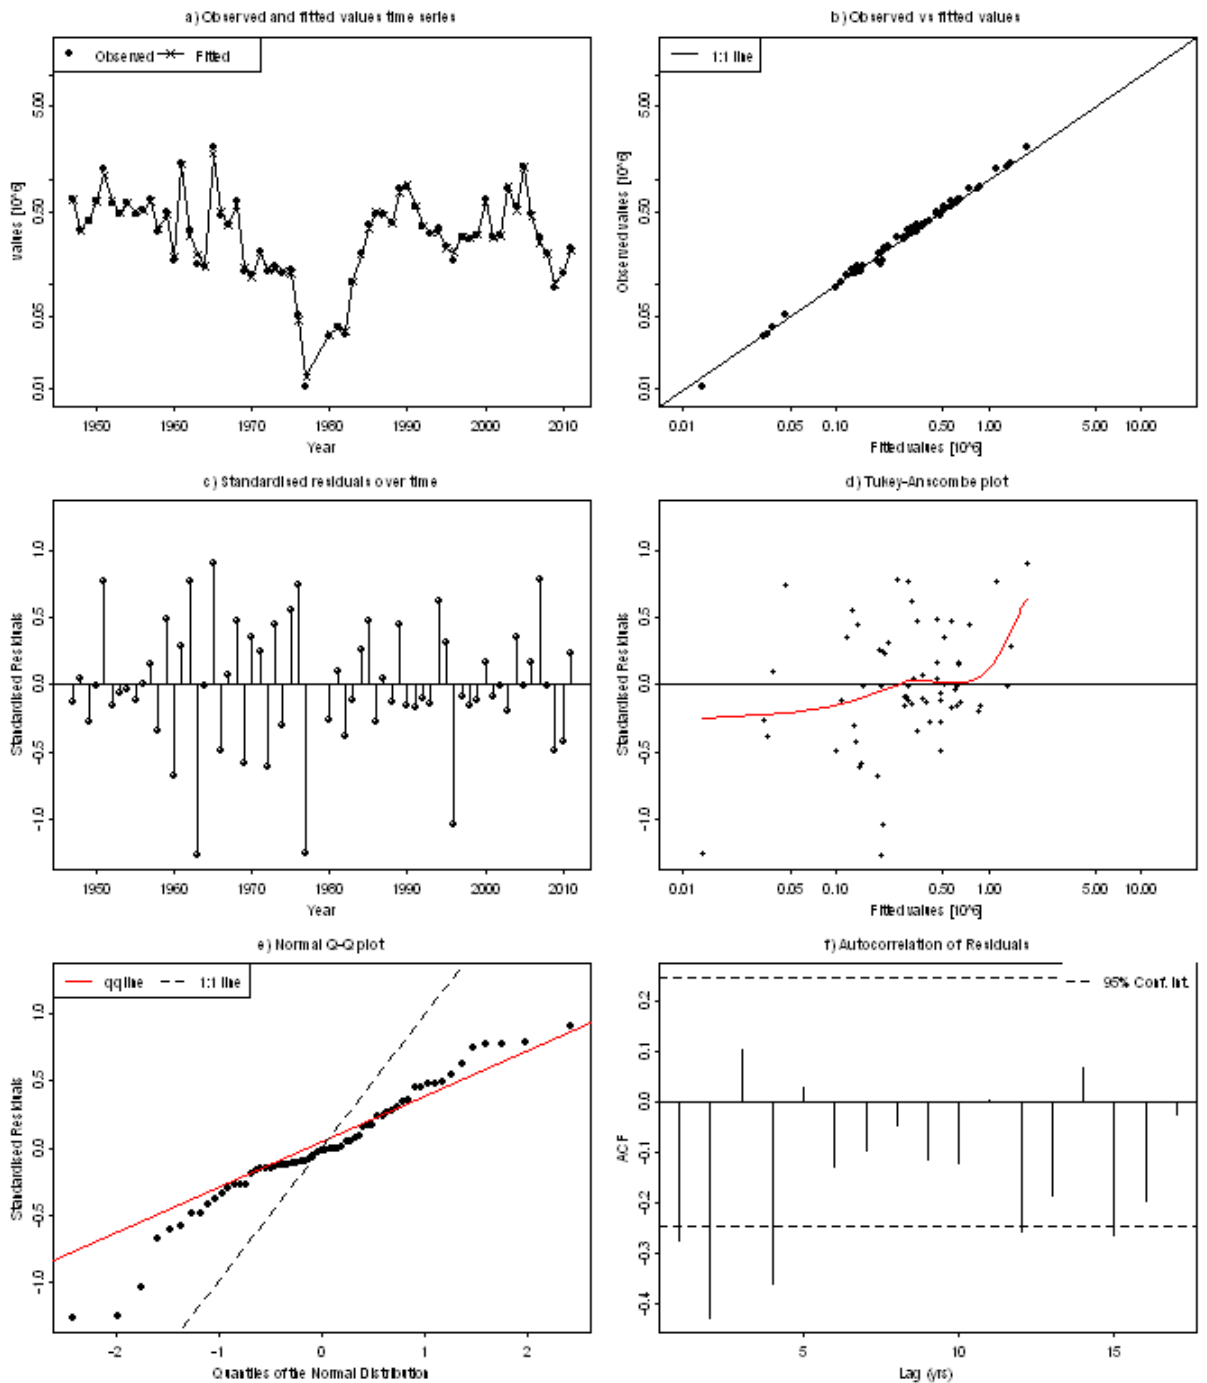 a) Observed and fitted values time series
Observed Fitted
values [10^6]
5.00
0.50
0.05
0.01
1950 1960 1970 1980 1990 2000 2010
Year
b) Observed vs fitted values
1:1 line
Observed values [10^6]
5.00
0.50
0.05
0.01
0.01 0.05 0.10 0.50 1.00 5.00 10.00
Fitted values [10^6]
c) Standardised residuals over time
Standardised Residuals
1.0
0.5
0.0
-0.5
-1.0
1950 1960 1970 1980 1990 2000 2010
Year
d) Tukey-Anscombe plot
Standardised Residuals
1.0
0.5
0.0
-0.5
-1.0
0.01 0.05 0.10 0.50 1.00 5.00 10.00
Fitted values [10^6]
e) Normal Q-Q plot
qq line 1:1 line
Standardised Residuals
1.0
0.5
0.0
-0.5
-1.0
-2 -1 0 1 2
Quantiles of the Normal Distribution
f) Autocorrelation of Residuals
95% Conf. Int.
ACF
0.2
0.1
0.0
-0.1
-0.2
-0.3
-0.4
5 10 15
Lag (yrs)